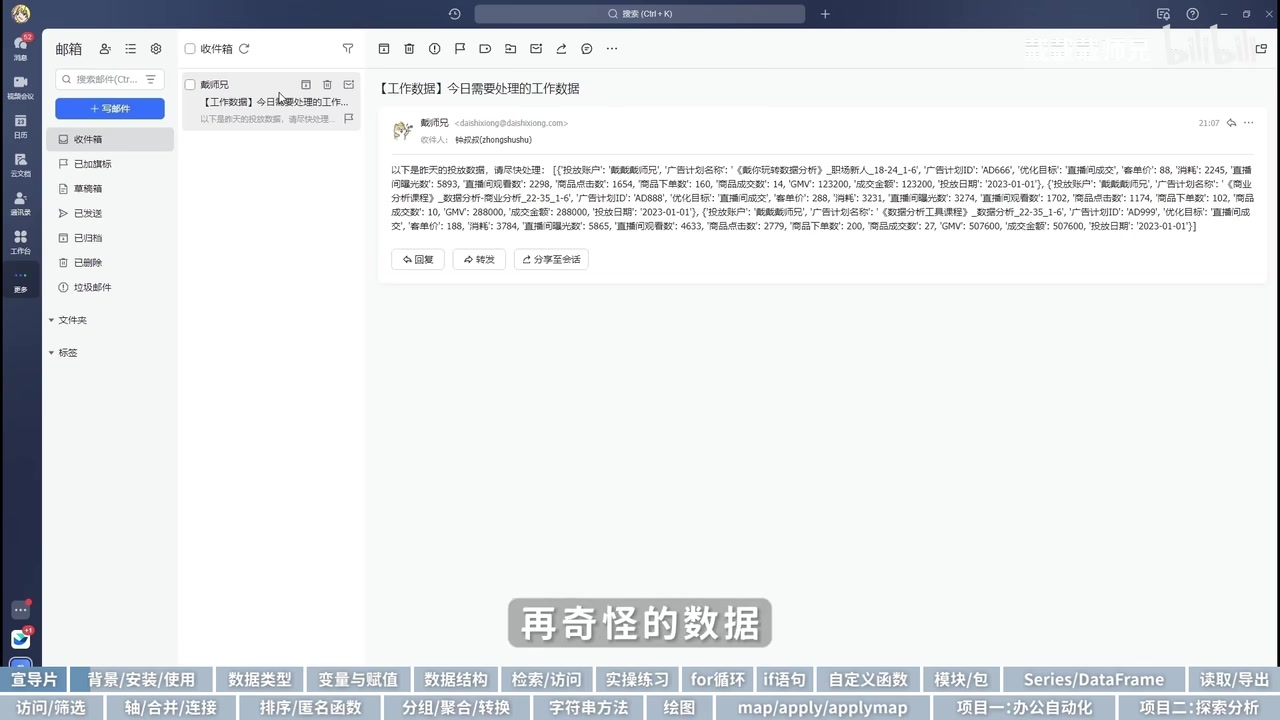 搜索 (Ctrl + K)
52
消息
视频会议
日历
云文档
通讯录
工作台
更多
+1
邮箱
搜索邮件(Ctr...
写邮件
收件箱
已加旗标
草稿箱
已发送
已归档
已删除
垃圾邮件
文件夹
标签
收件箱
戴师兄
【工作数据】今日需要处理的工作...
以下是昨天的投放数据，请尽快处理...
戴戴戴师兄 bilibili
【工作数据】今日需要处理的工作数据
戴师兄 <daishixiong@daishixiong.com>
21:07
收件人： 钟叔叔(zhongshushu)
以下是昨天的投放数据，请尽快处理： [{'投放账户': '戴戴戴师兄', '广告计划名称': '《戴你玩转数据分析》_职场新人_18-24_1-6', '广告计划ID': 'AD666', '优化目标': '直播间成交', '客单价': 88, '消耗': 2245, '直播
间曝光数': 5893, '直播间观看数': 2298, '商品点击数': 1654, '商品下单数': 160, '商品成交数': 14, 'GMV': 123200, '成交金额': 123200, '投放日期': '2023-01-01'}, {'投放账户': '戴戴戴师兄', '广告计划名称': '《商业
分析课程》_数据分析-商业分析_22-35_1-6', '广告计划ID': 'AD888', '优化目标': '直播间成交', '客单价': 288, '消耗': 3231, '直播间曝光数': 3274, '直播间观看数': 1702, '商品点击数': 1174, '商品下单数': 102, '商品
成交数': 10, 'GMV': 288000, '成交金额': 288000, '投放日期': '2023-01-01'}, {'投放账户': '戴戴戴师兄', '广告计划名称': '《数据分析工具课程》_数据分析_22-35_1-6', '广告计划ID': 'AD999', '优化目标': '直播间成
交', '客单价': 188, '消耗': 3784, '直播间曝光数': 5865, '直播间观看数': 4633, '商品点击数': 2779, '商品下单数': 200, '商品成交数': 27, 'GMV': 507600, '成交金额': 507600, '投放日期': '2023-01-01'}]
回复 转发 分享至会话
再奇怪的数据
宣导片 背景/安装/使用 数据类型 变量与赋值 数据结构 检索/访问 实操练习 for循环 if语句 自定义函数 模块/包 Series/DataFrame 读取/导出
访问/筛选 轴/合并/连接 排序/匿名函数 分组/聚合/转换 字符串方法 绘图 map/apply/applymap 项目一:办公自动化 项目二:探索分析